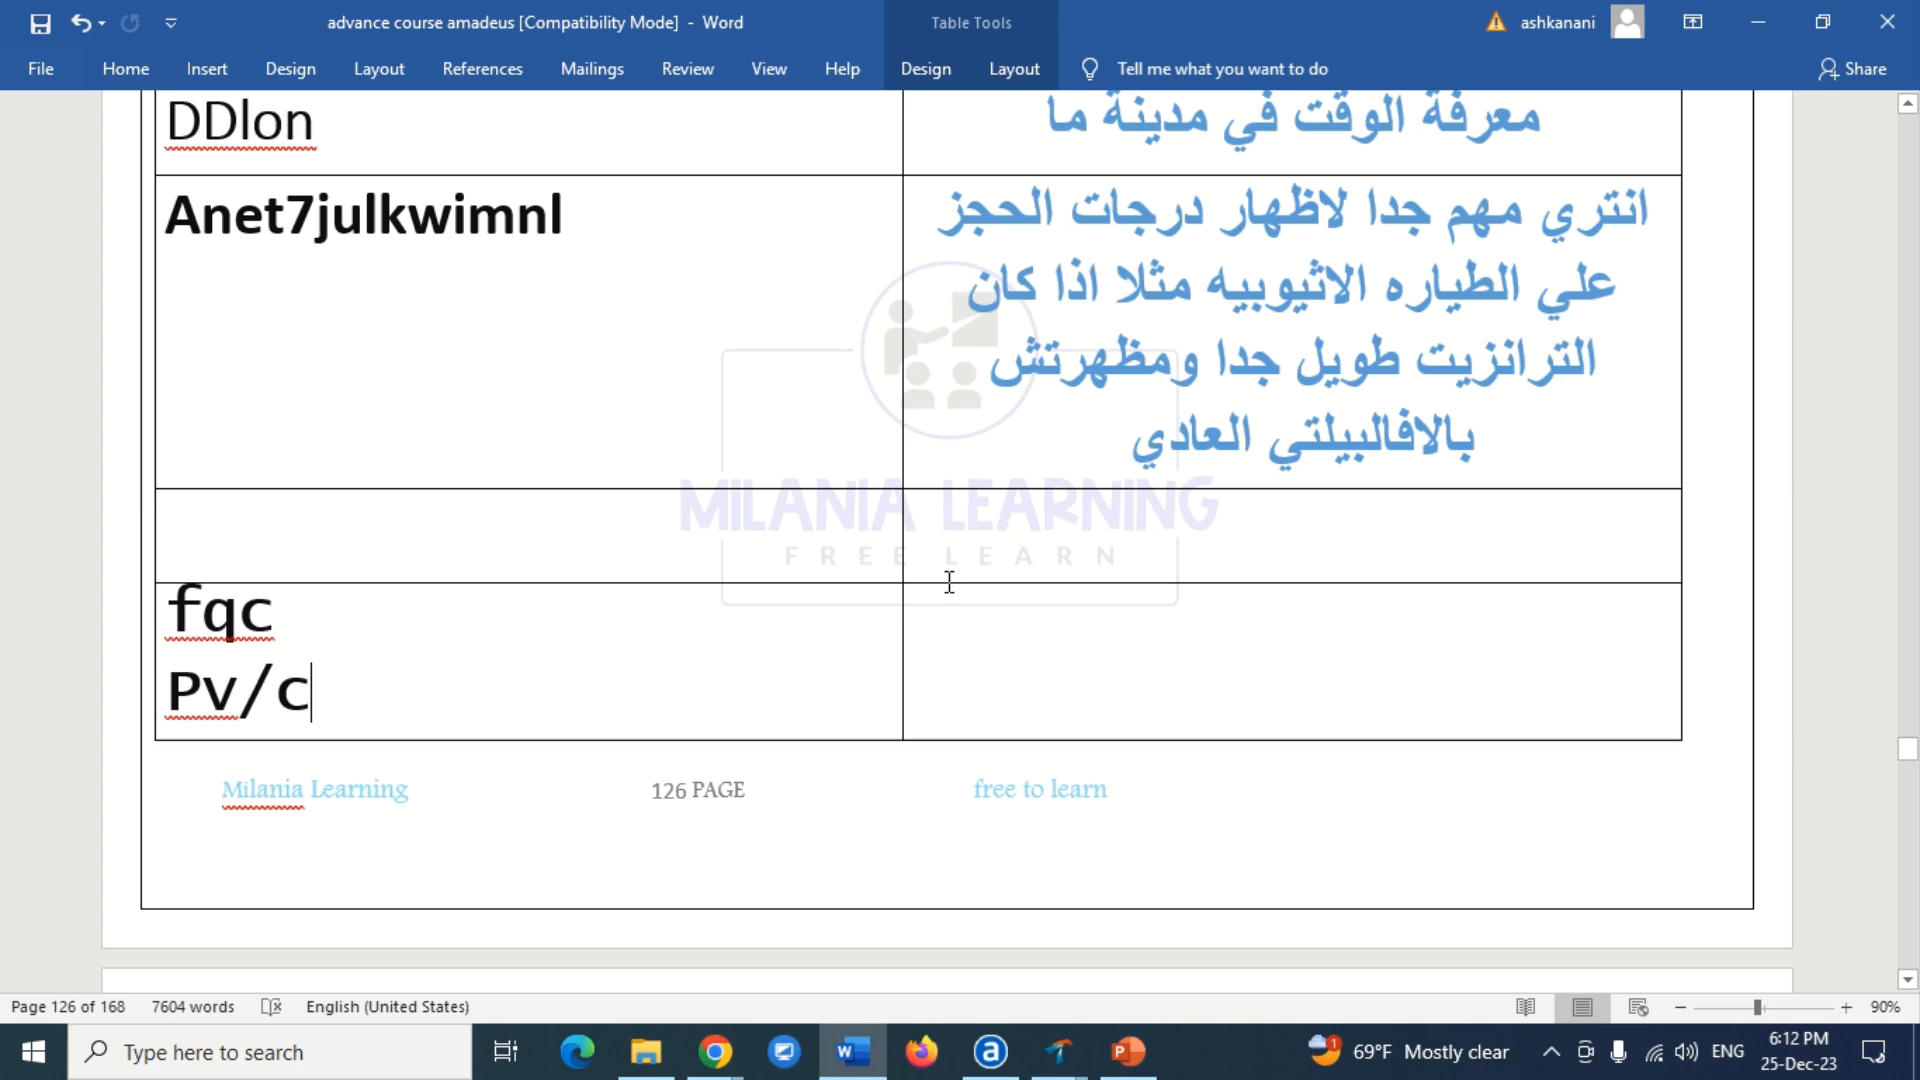 advance course amadeus [Compatibility Mode] - Word
Table Tools
ashkanani
File Home Insert Design Layout References Mailings Review View Help Design Layout Tell me what you want to do Share
DDlon
معرفة الوقت في مدينة ما
Anet7julkwimnl
انتري مهم جدا لاظهار درجات الحجز
علي الطياره الاثيوبيه مثلا اذا كان
الترانزيت طويل جدا ومظهرتش
بالافالبيلتي العادي
MILANIA LEARNING
FREE LEARN
fqc
Pv/c
Milania Learning 126 PAGE free to learn
Page 126 of 168 7604 words English (United States) 90%
Type here to search
69°F Mostly clear ENG
6:12 PM
25-Dec-23